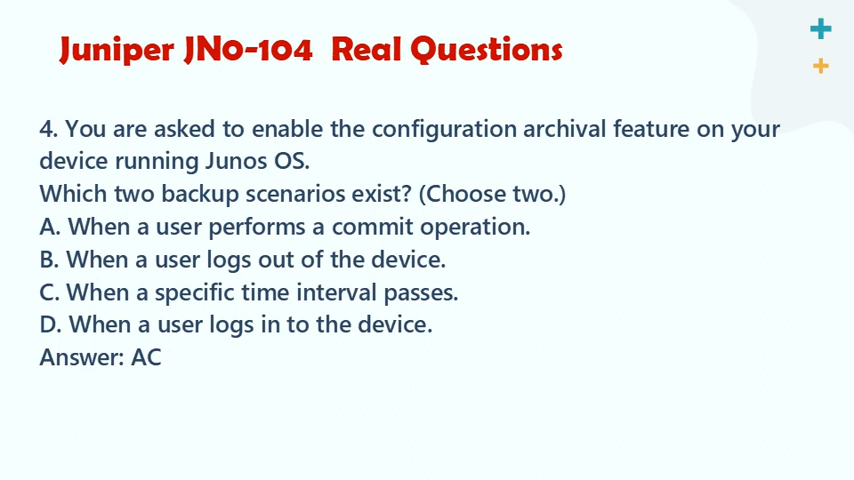 Juniper JN0-104 Real Questions
4. You are asked to enable the configuration archival feature on your
device running Junos OS.
Which two backup scenarios exist? (Choose two.)
A. When a user performs a commit operation.
B. When a user logs out of the device.
C. When a specific time interval passes.
D. When a user logs in to the device.
Answer: AC